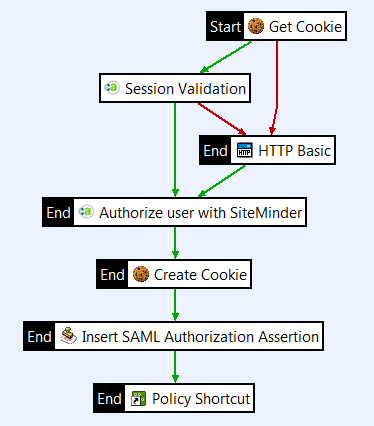 Start Get Cookie
Session Validation
End HTTP Basic
End Authorize user with SiteMinder
End Create Cookie
End Insert SAML Authorization Assertion
End Policy Shortcut